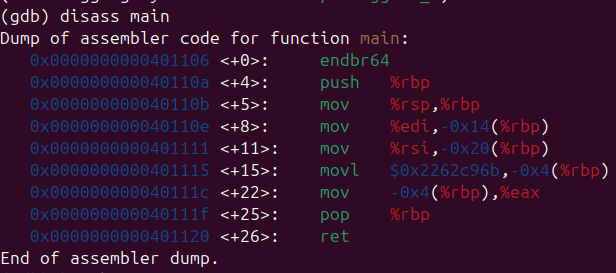 (gdb) disass main
Dump of assembler code for function main:
0x0000000000401106 <+0>: endbr64
0x000000000040110a <+4>: push %rbp
0x000000000040110b <+5>: mov %rsp,%rbp
0x000000000040110e <+8>: mov %edi,-0x14(%rbp)
0x0000000000401111 <+11>: mov %rsi,-0x20(%rbp)
0x0000000000401115 <+15>: movl $0x2262c96b,-0x4(%rbp)
0x000000000040111c <+22>: mov -0x4(%rbp),%eax
0x000000000040111f <+25>: pop %rbp
0x0000000000401120 <+26>: ret
End of assembler dump.